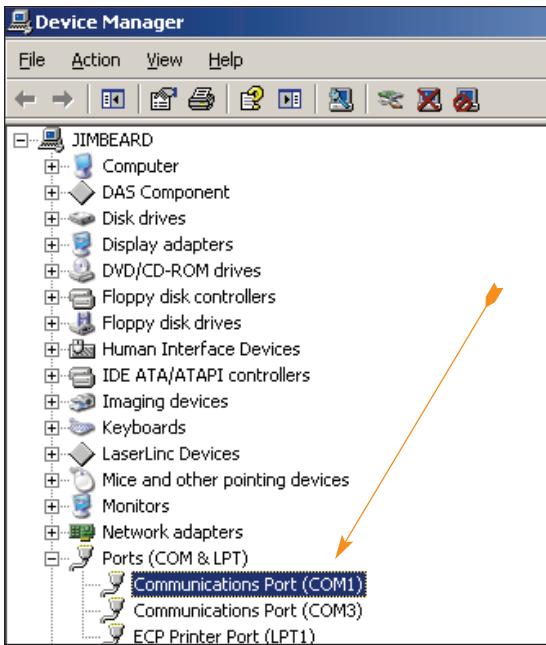 Device Manager
File Action View Help
JIMBEARD
Computer
DAS Component
Disk drives
Display adapters
DVD/CD-ROM drives
Floppy disk controllers
Floppy disk drives
Human Interface Devices
IDE ATA/ATAPI controllers
Imaging devices
Keyboards
LaserLinc Devices
Mice and other pointing devices
Monitors
Network adapters
Ports (COM & LPT)
Communications Port (COM1)
Communications Port (COM3)
ECP Printer Port (LPT1)